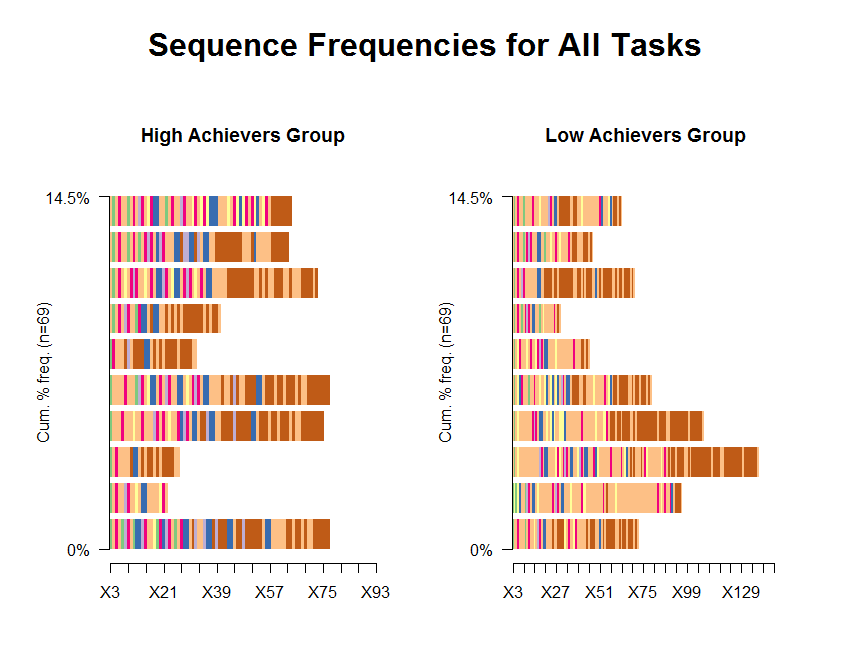 Sequence Frequencies for All Tasks
High Achievers Group
Low Achievers Group
14.5%
Cum. % freq. (n=69)
0%
X3 X21 X39 X57 X75 X93
14.5%
Cum. % freq. (n=69)
0%
X3 X27 X51 X75 X99 X129